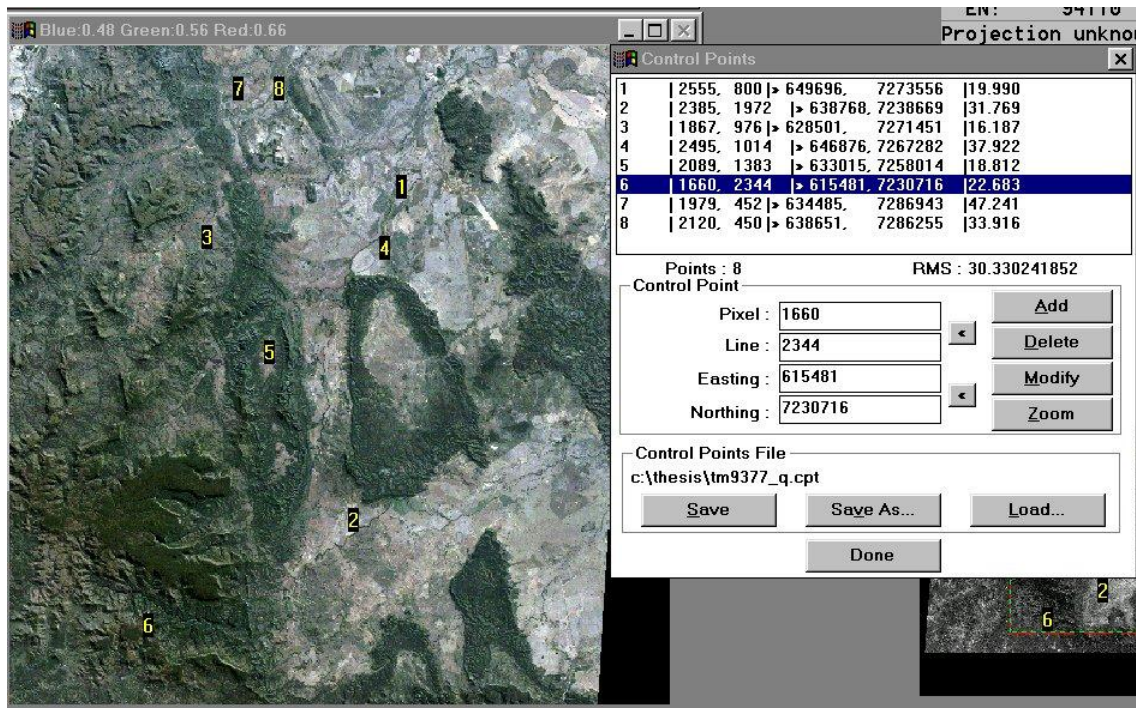 EN: 94110
Projection unkno
Blue:0.48 Green:0.56 Red:0.66
Control Points
1 | 2555, 800 |> 649696, 7273556 |19.990
2 | 2385, 1972 |> 638768, 7238669 |31.769
3 | 1867, 976 |> 628501, 7271451 |16.187
4 | 2495, 1014 |> 646876, 7267282 |37.922
5 | 2089, 1383 |> 633015, 7258014 |18.812
6 | 1660, 2344 |> 615481, 7230716 |22.683
7 | 1979, 452 |> 634485, 7286943 |47.241
8 | 2120, 450 |> 638651, 7286255 |33.916
Points : 8 RMS : 30.330241852
Control Point
Pixel : 1660 < Add
Line : 2344 Delete
Easting : 615481 < Modify
Northing : 7230716 Zoom
Control Points File
c:\thesis\tm9377_q.cpt
Save Save As... Load...
Done
7 8
1
3
4
5
2
6
2
6